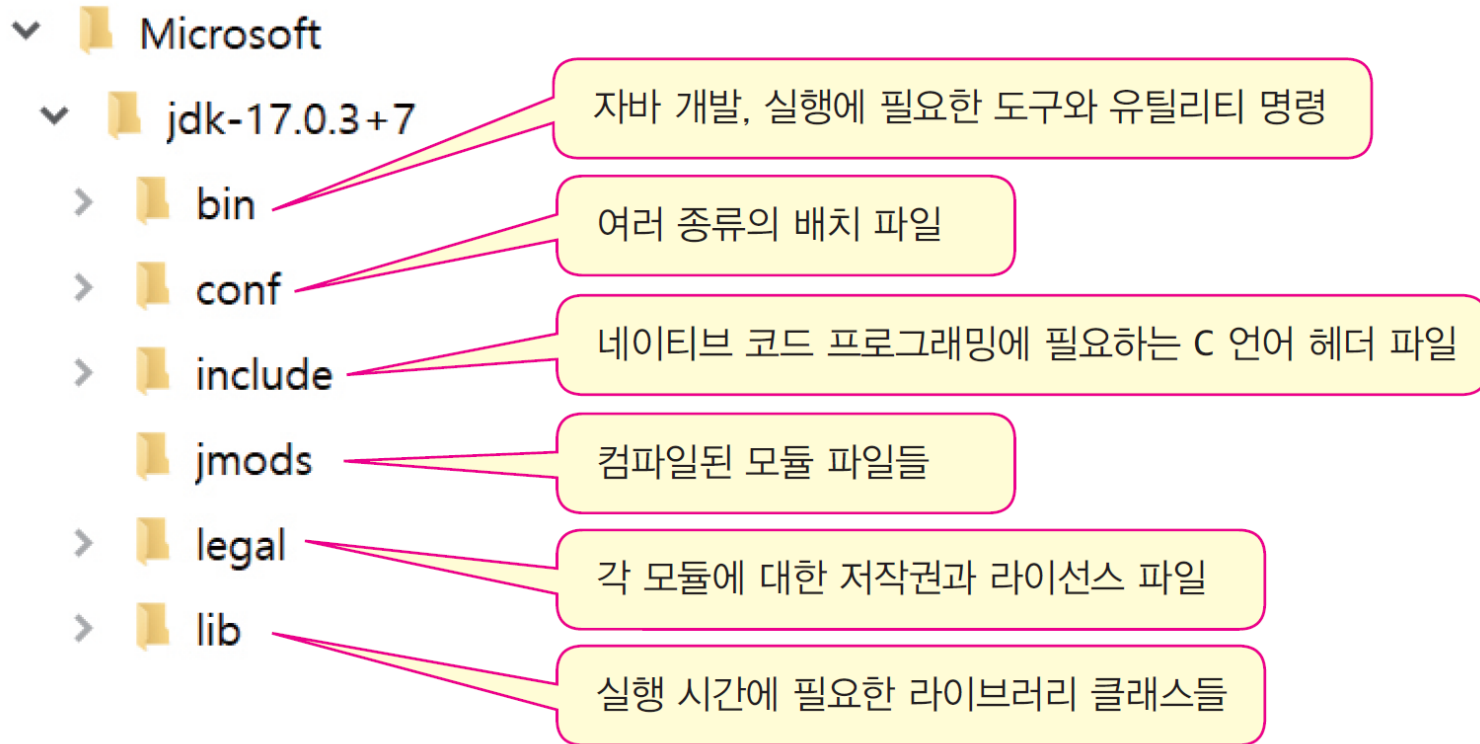 Microsoft
jdk-17.0.3+7
자바 개발, 실행에 필요한 도구와 유틸리티 명령
bin
여러 종류의 배치 파일
conf
네이티브 코드 프로그래밍에 필요하는 C 언어 헤더 파일
include
jmods
컴파일된 모듈 파일들
legal
각 모듈에 대한 저작권과 라이선스 파일
lib
실행 시간에 필요한 라이브러리 클래스들